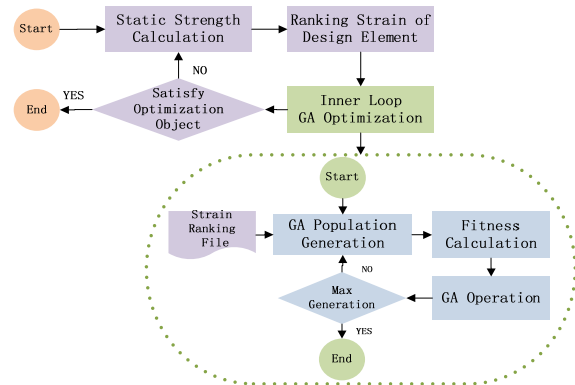 Start
Static Strength
Calculation
Ranking Strain of
Design Element
NO
YES
End
Satisfy
Optimization
Object
Inner Loop
GA Optimization
Start
Strain
Ranking
File
GA Population
Generation
Fitness
Calculation
NO
Max
Generation
GA Operation
YES
End